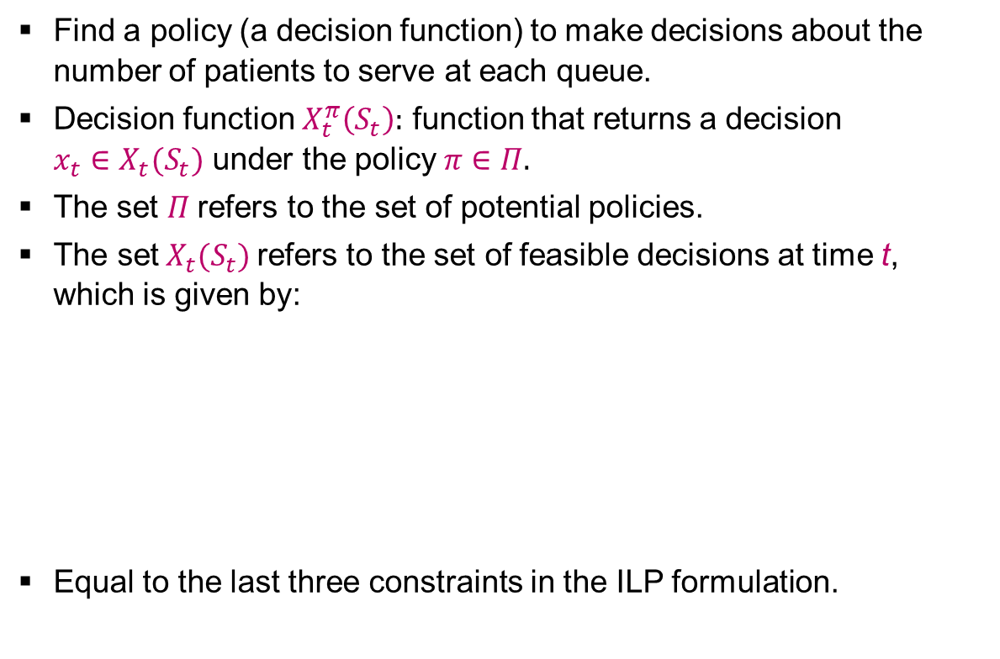 ▪ Find a policy (a decision function) to make decisions about the
number of patients to serve at each queue.
▪ Decision function $X_t^\pi(S_t)$: function that returns a decision
$x_t \in X_t(S_t)$ under the policy $\pi \in \Pi$.
▪ The set $\Pi$ refers to the set of potential policies.
▪ The set $X_t(S_t)$ refers to the set of feasible decisions at time t,
which is given by:
▪ Equal to the last three constraints in the ILP formulation.